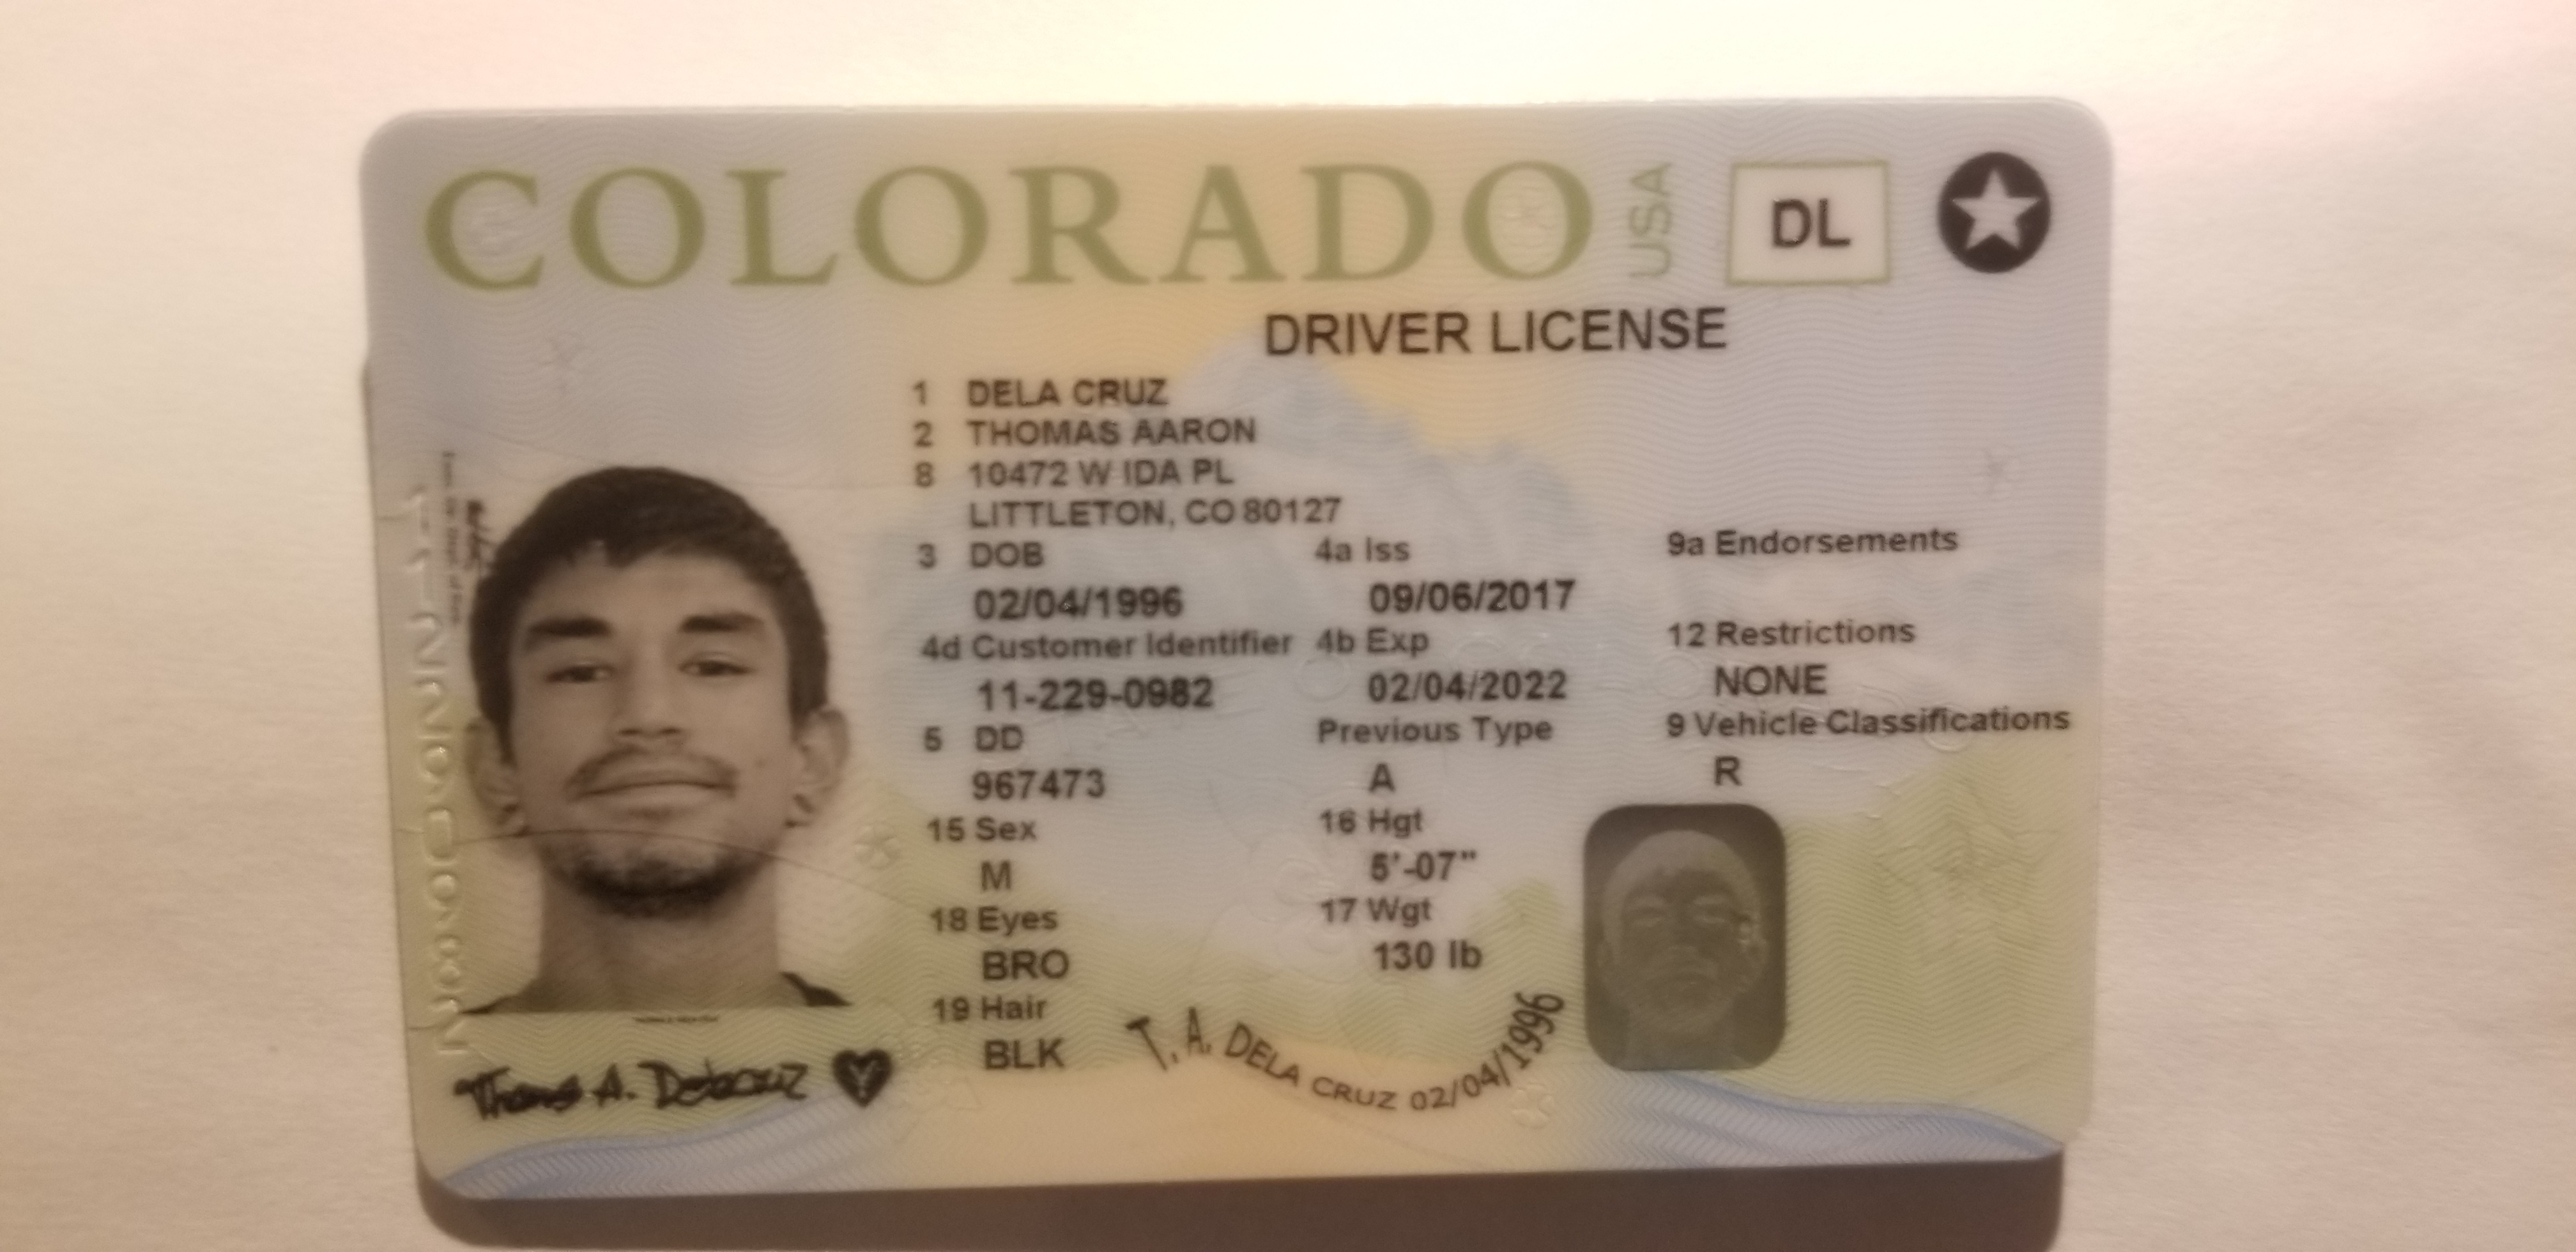 COLORADO USA DL
DRIVER LICENSE
1 DELA CRUZ
2 THOMAS AARON
8 10472 W IDA PL
LITTLETON, CO 80127
3 DOB 4a Iss 9a Endorsements
02/04/1996 09/06/2017
4d Customer Identifier 4b Exp 12 Restrictions
11-229-0982 02/04/2022 NONE
5 DD Previous Type 9 Vehicle Classifications
967473 A R
15 Sex 16 Hgt
M 5'-07"
18 Eyes 17 Wgt
BRO 130 lb
19 Hair
BLK
T. A. DELA CRUZ 02/04/1996
Thomas A. Delacruz